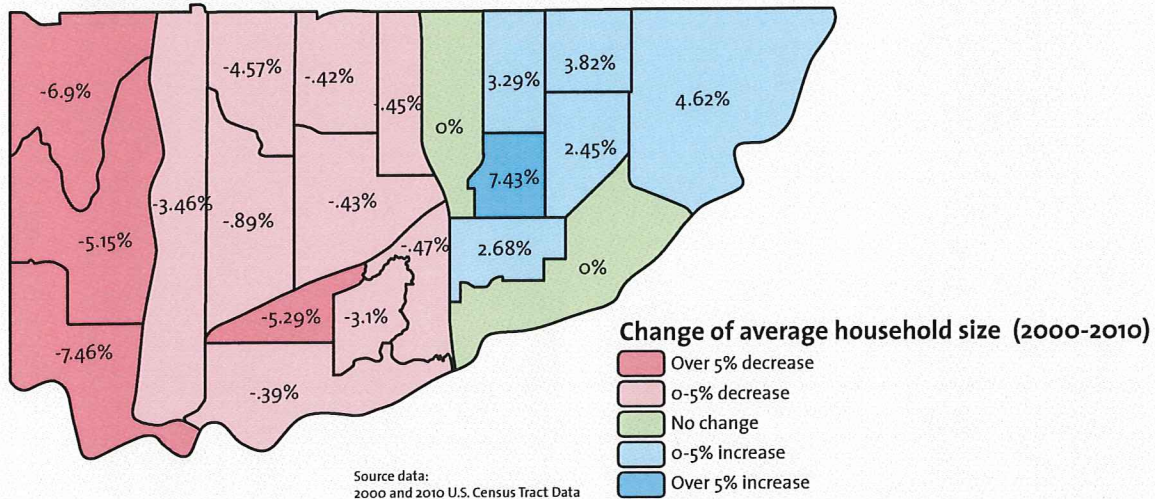 -6.9%
-4.57%
-.42%
-.45%
0%
3.29%
3.82%
4.62%
2.45%
7.43%
-3.46%
-.89%
-.43%
-5.15%
-.47%
2.68%
0%
-5.29%
-3.1%
-7.46%
-.39%
Change of average household size (2000-2010)
Over 5% decrease
0-5% decrease
No change
0-5% increase
Over 5% increase
Source data:
2000 and 2010 U.S. Census Tract Data